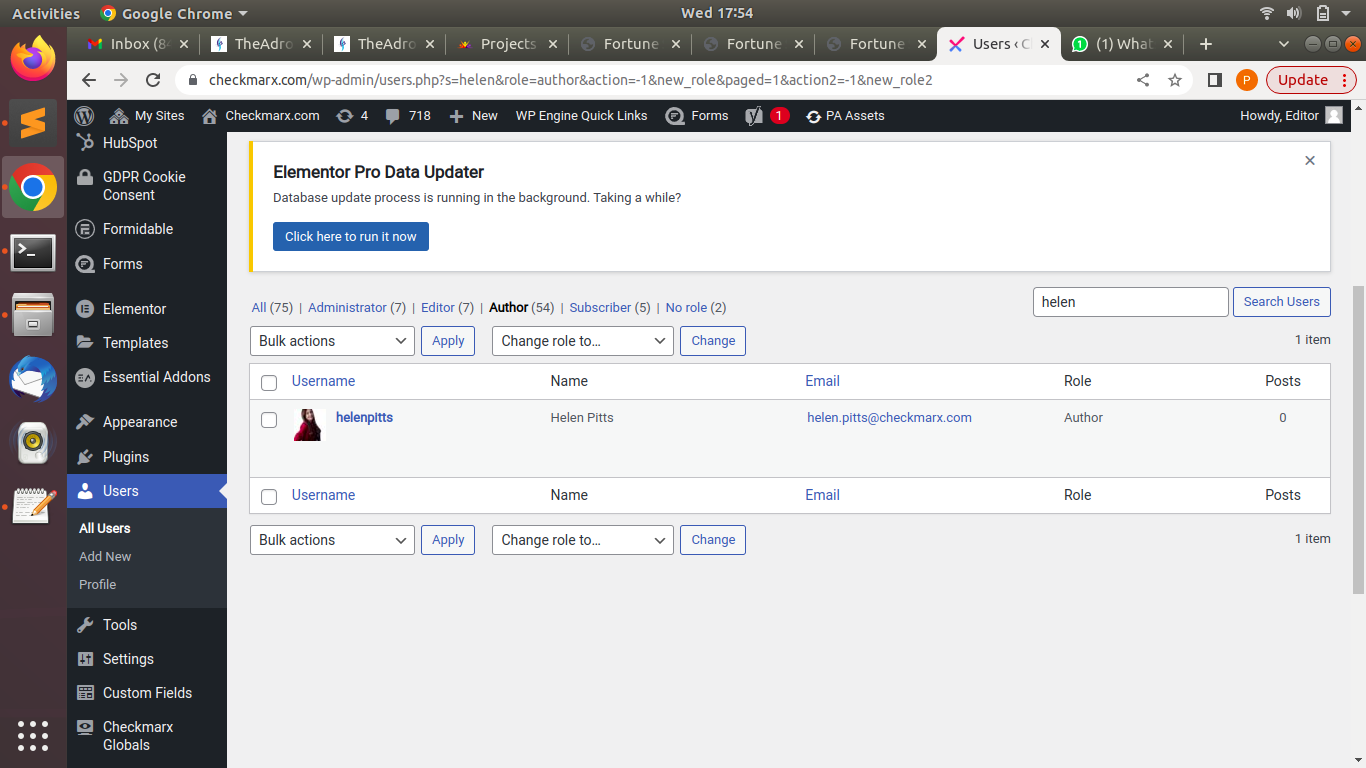 Activities Google Chrome Wed 17:54
Inbox (84 TheAdro TheAdro Projects Fortune Fortune Fortune Users ‹ C (1) What
checkmarx.com/wp-admin/users.php?s=helen&role=author&action=-1&new_role&paged=1&action2=-1&new_role2 P Update
My Sites Checkmarx.com 4 718 New WP Engine Quick Links Forms 1 PA Assets Howdy, Editor
HubSpot
GDPR Cookie
Consent
Formidable
Forms
Elementor
Templates
Essential Addons
Appearance
Plugins
Users
All Users
Add New
Profile
Tools
Settings
Custom Fields
Checkmarx
Globals
Elementor Pro Data Updater
Database update process is running in the background. Taking a while?
Click here to run it now
All (75) | Administrator (7) | Editor (7) | Author (54) | Subscriber (5) | No role (2)
helen Search Users
Bulk actions Apply Change role to… Change 1 item
Username Name Email Role Posts
helenpitts Helen Pitts helen.pitts@checkmarx.com Author 0
Username Name Email Role Posts
Bulk actions Apply Change role to… Change 1 item